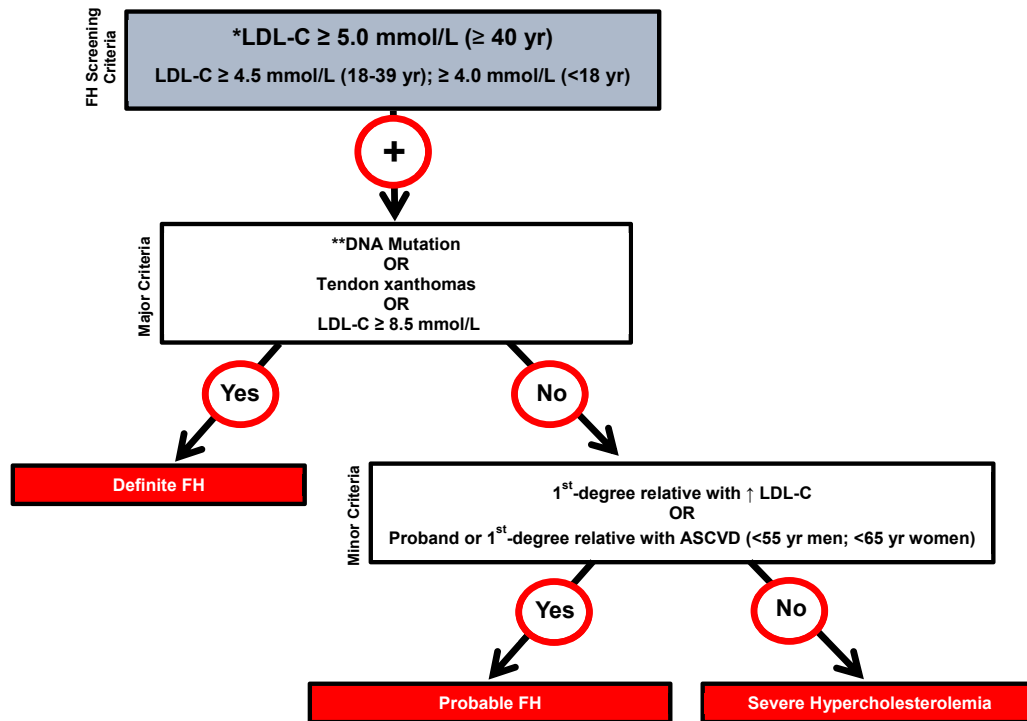 FH Screening
Criteria
*LDL-C ≥ 5.0 mmol/L (≥ 40 yr)
LDL-C ≥ 4.5 mmol/L (18-39 yr); ≥ 4.0 mmol/L (<18 yr)
+
Major Criteria
**DNA Mutation
OR
Tendon xanthomas
OR
LDL-C ≥ 8.5 mmol/L
Yes
No
Definite FH
Minor Criteria
1st-degree relative with ↑ LDL-C
OR
Proband or 1st-degree relative with ASCVD (<55 yr men; <65 yr women)
Yes
No
Probable FH
Severe Hypercholesterolemia